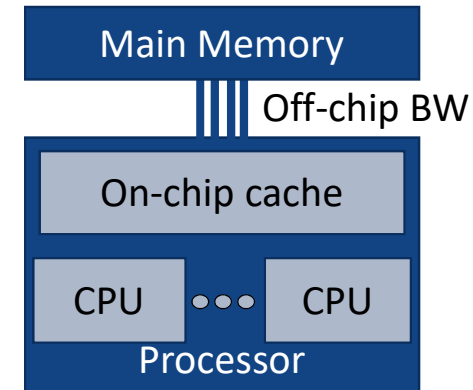 Main Memory
Off-chip BW
On-chip cache
CPU CPU
Processor